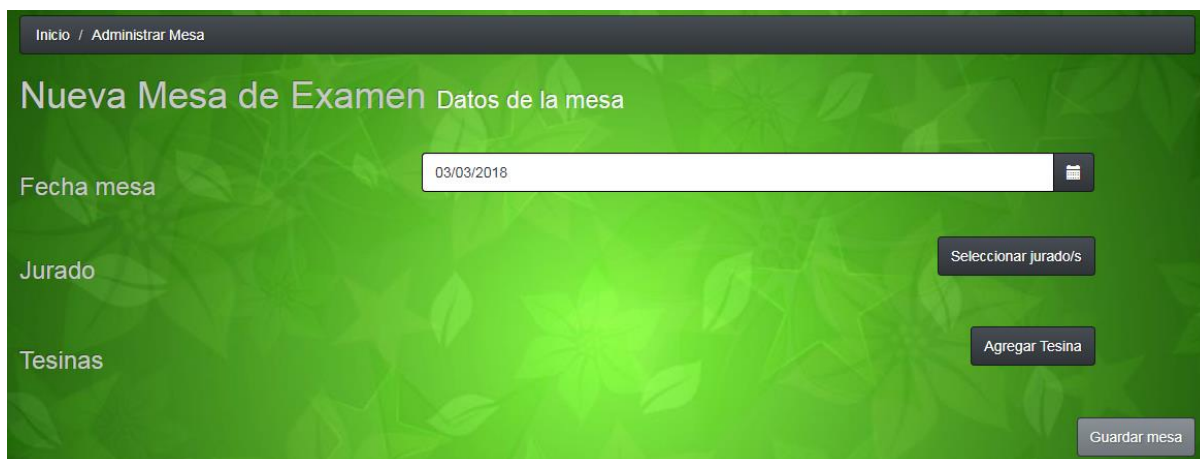 Inicio / Administrar Mesa
Nueva Mesa de Examen Datos de la mesa
Fecha mesa 03/03/2018
Jurado Seleccionar jurado/s
Tesinas Agregar Tesina
Guardar mesa